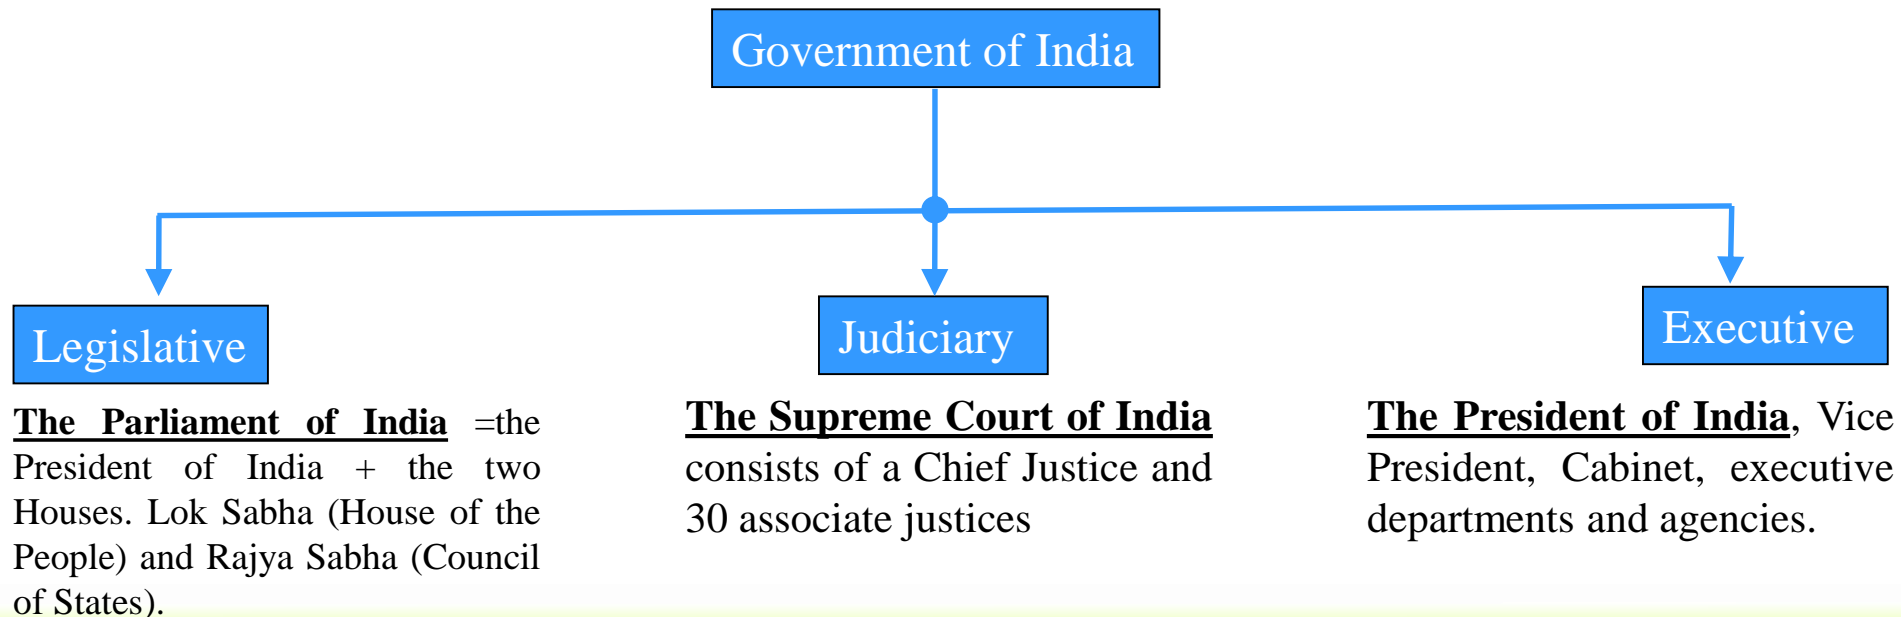 Government of India
Legislative
The Parliament of India =the
President of India + the two
Houses. Lok Sabha (House of the
People) and Rajya Sabha (Council
of States).
Judiciary
The Supreme Court of India
consists of a Chief Justice and
30 associate justices
Executive
The President of India, Vice
President, Cabinet, executive
departments and agencies.